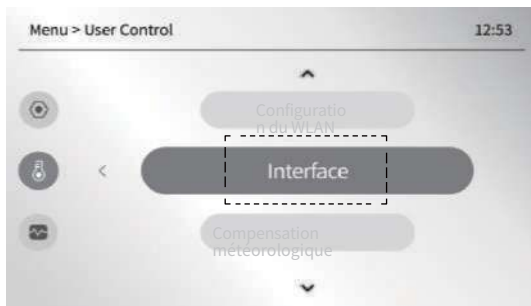 Menu > User Control 12:53
Configuratio
n du WLAN
Interface
Compensation
météorologique